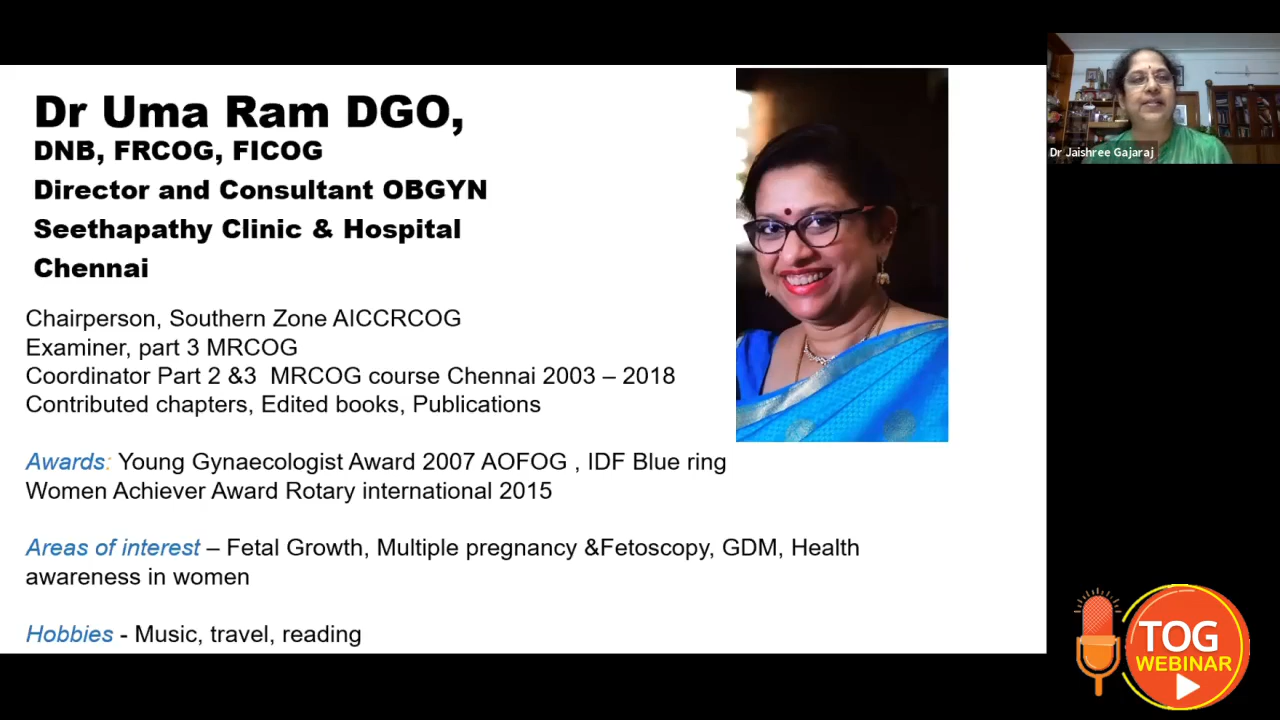 Dr Uma Ram DGO,
DNB, FRCOG, FICOG
Director and Consultant OBGYN
Seethapathy Clinic & Hospital
Chennai
Chairperson, Southern Zone AICCRCOG
Examiner, part 3 MRCOG
Coordinator Part 2 &3 MRCOG course Chennai 2003 – 2018
Contributed chapters, Edited books, Publications
Awards: Young Gynaecologist Award 2007 AOFOG , IDF Blue ring
Women Achiever Award Rotary international 2015
Areas of interest – Fetal Growth, Multiple pregnancy &Fetoscopy, GDM, Health
awareness in women
Hobbies - Music, travel, reading
Dr Jaishree Gajaraj
TOG
WEBINAR